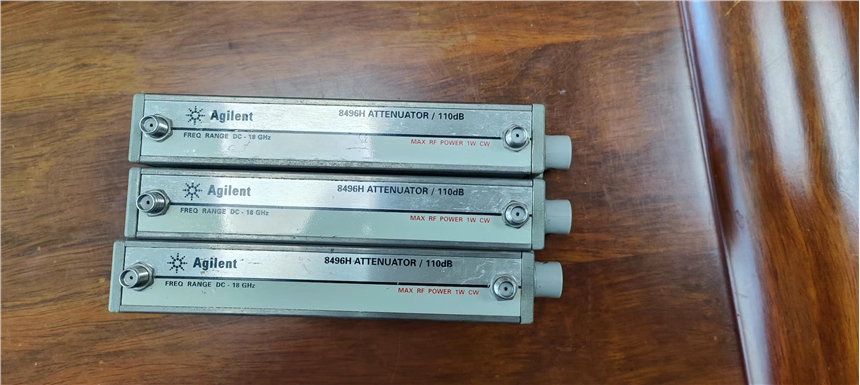 Agilent
8496H ATTENUATOR / 110dB
FREQ RANGE DC - 18 GHz
MAX RF POWER 1W CW
Agilent
8496H ATTENUATOR / 110dB
FREQ RANGE DC - 18 GHz
MAX RF POWER 1W CW
Agilent
8496H ATTENUATOR / 110dB
FREQ RANGE DC - 18 GHz
MAX RF POWER 1W CW